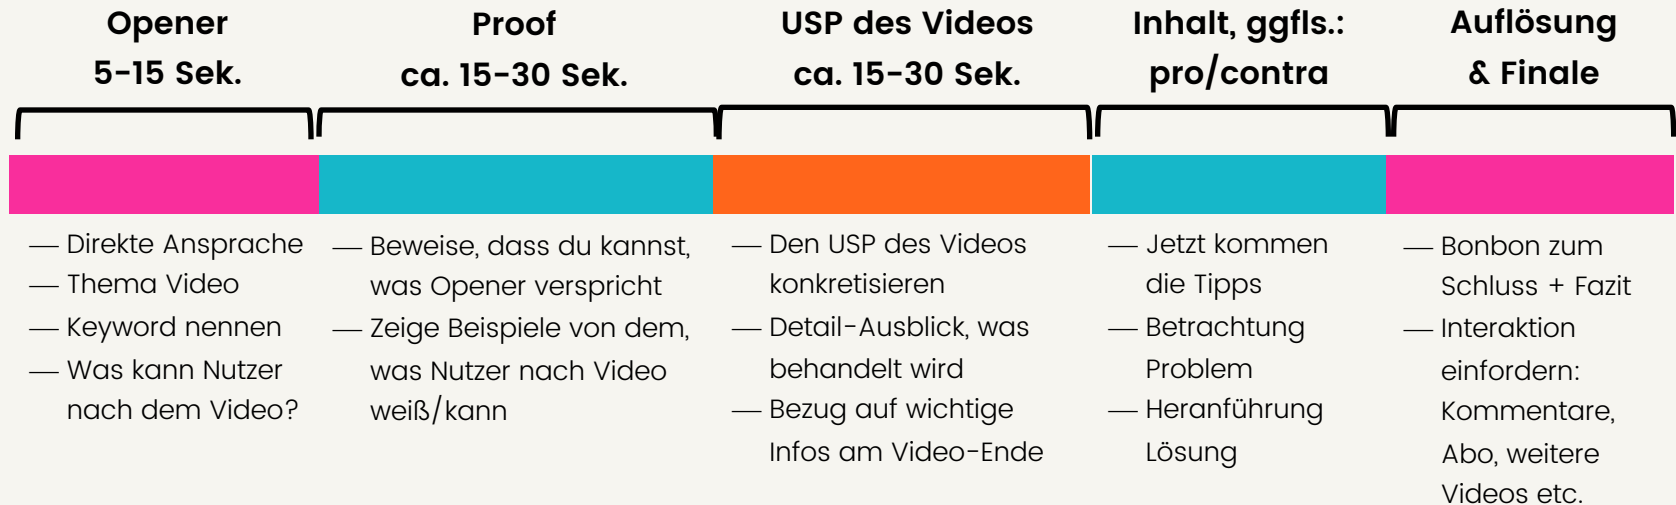 Opener
5-15 Sek.
— Direkte Ansprache
— Thema Video
— Keyword nennen
— Was kann Nutzer
nach dem Video?
Proof
ca. 15-30 Sek.
— Beweise, dass du kannst,
was Opener verspricht
— Zeige Beispiele von dem,
was Nutzer nach Video
weiß/kann
USP des Videos
ca. 15-30 Sek.
— Den USP des Videos
konkretisieren
— Detail-Ausblick, was
behandelt wird
— Bezug auf wichtige
Infos am Video-Ende
Inhalt, ggfls.:
pro/contra
— Jetzt kommen
die Tipps
— Betrachtung
Problem
— Heranführung
Lösung
Auflösung
& Finale
— Bonbon zum
Schluss + Fazit
— Interaktion
einfordern:
Kommentare,
Abo, weitere
Videos etc.